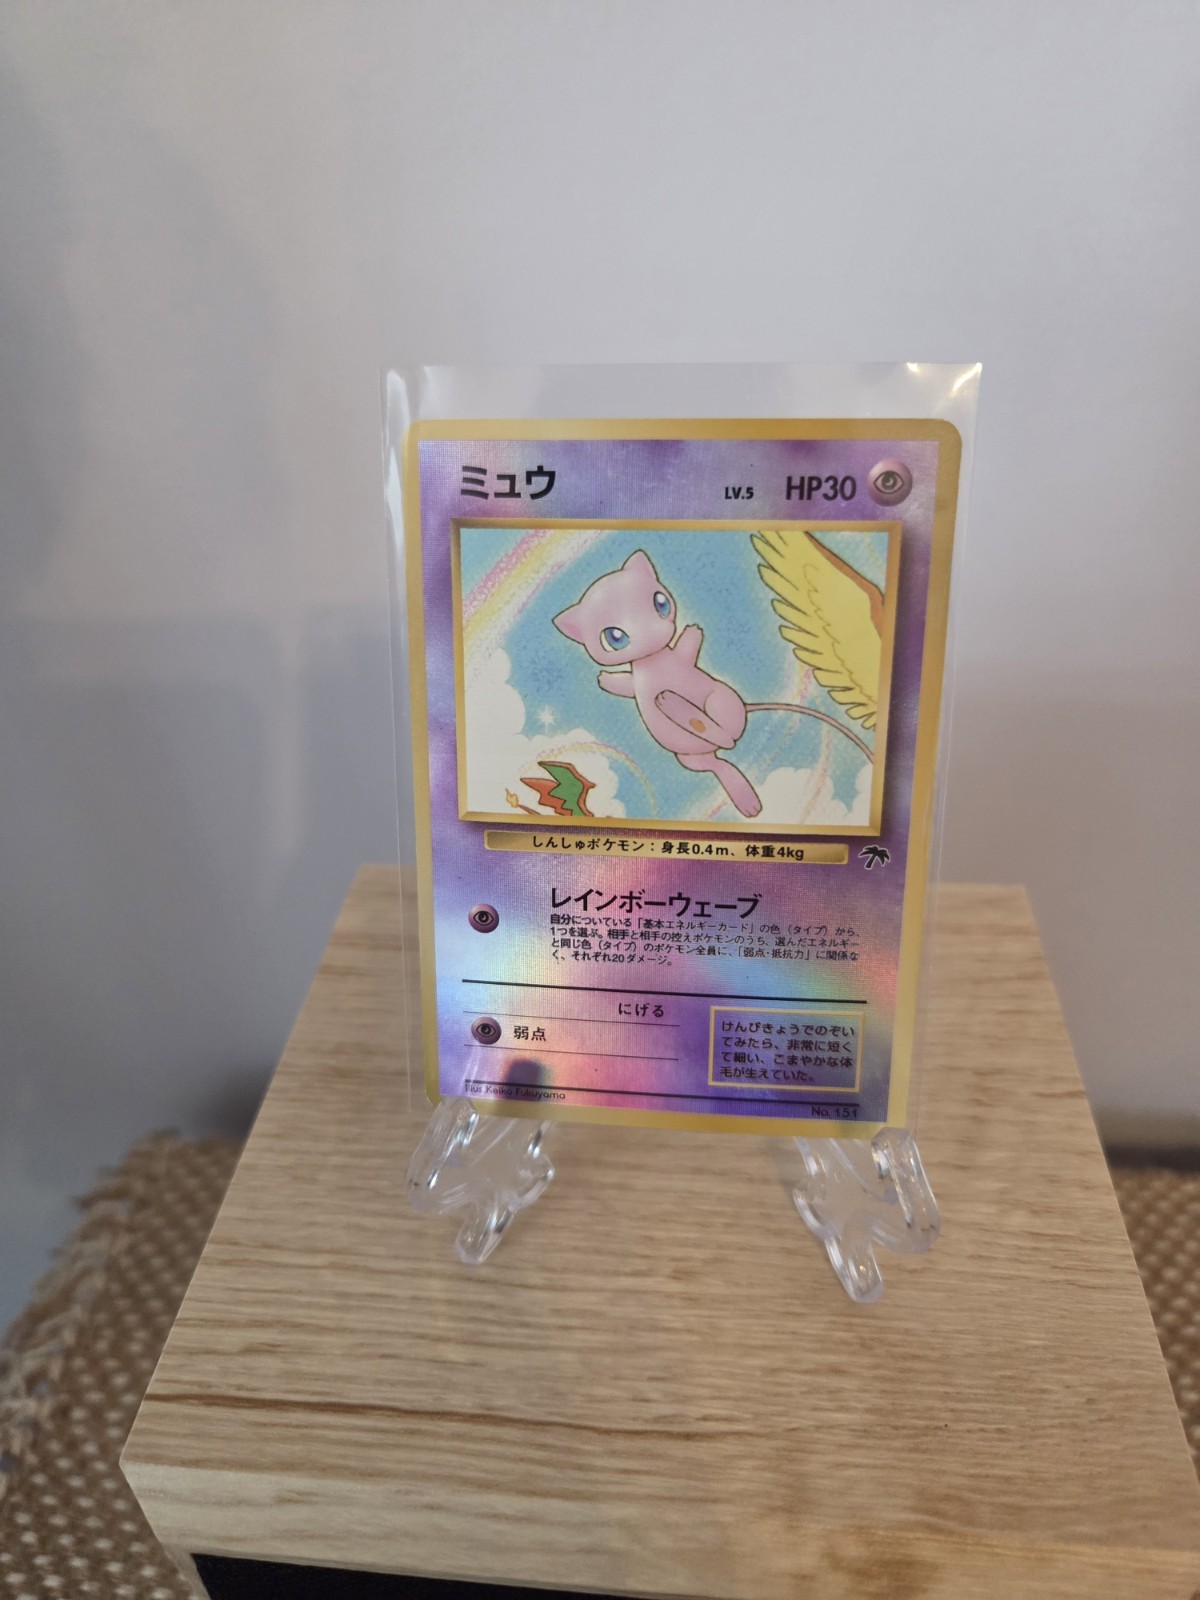 ミュウ LV.5 HP30
しんしゅポケモン：身長0.4m、体重4kg
レインボーウェーブ
自分についている「基本エネルギーカード」の色（タイプ）から、
1つを選ぶ。相手と相手の控えポケモンのうち、選んだエネルギー
と同じ色（タイプ）のポケモン全員に、「弱点・抵抗力」に関係な
く、それぞれ20ダメージ。
にげる
弱点
けんびきょうでのぞい
てみたら、非常に短く
て細い、こまやかな体
毛が生えていた。
Illus. Keiko Fukuyama
No. 151